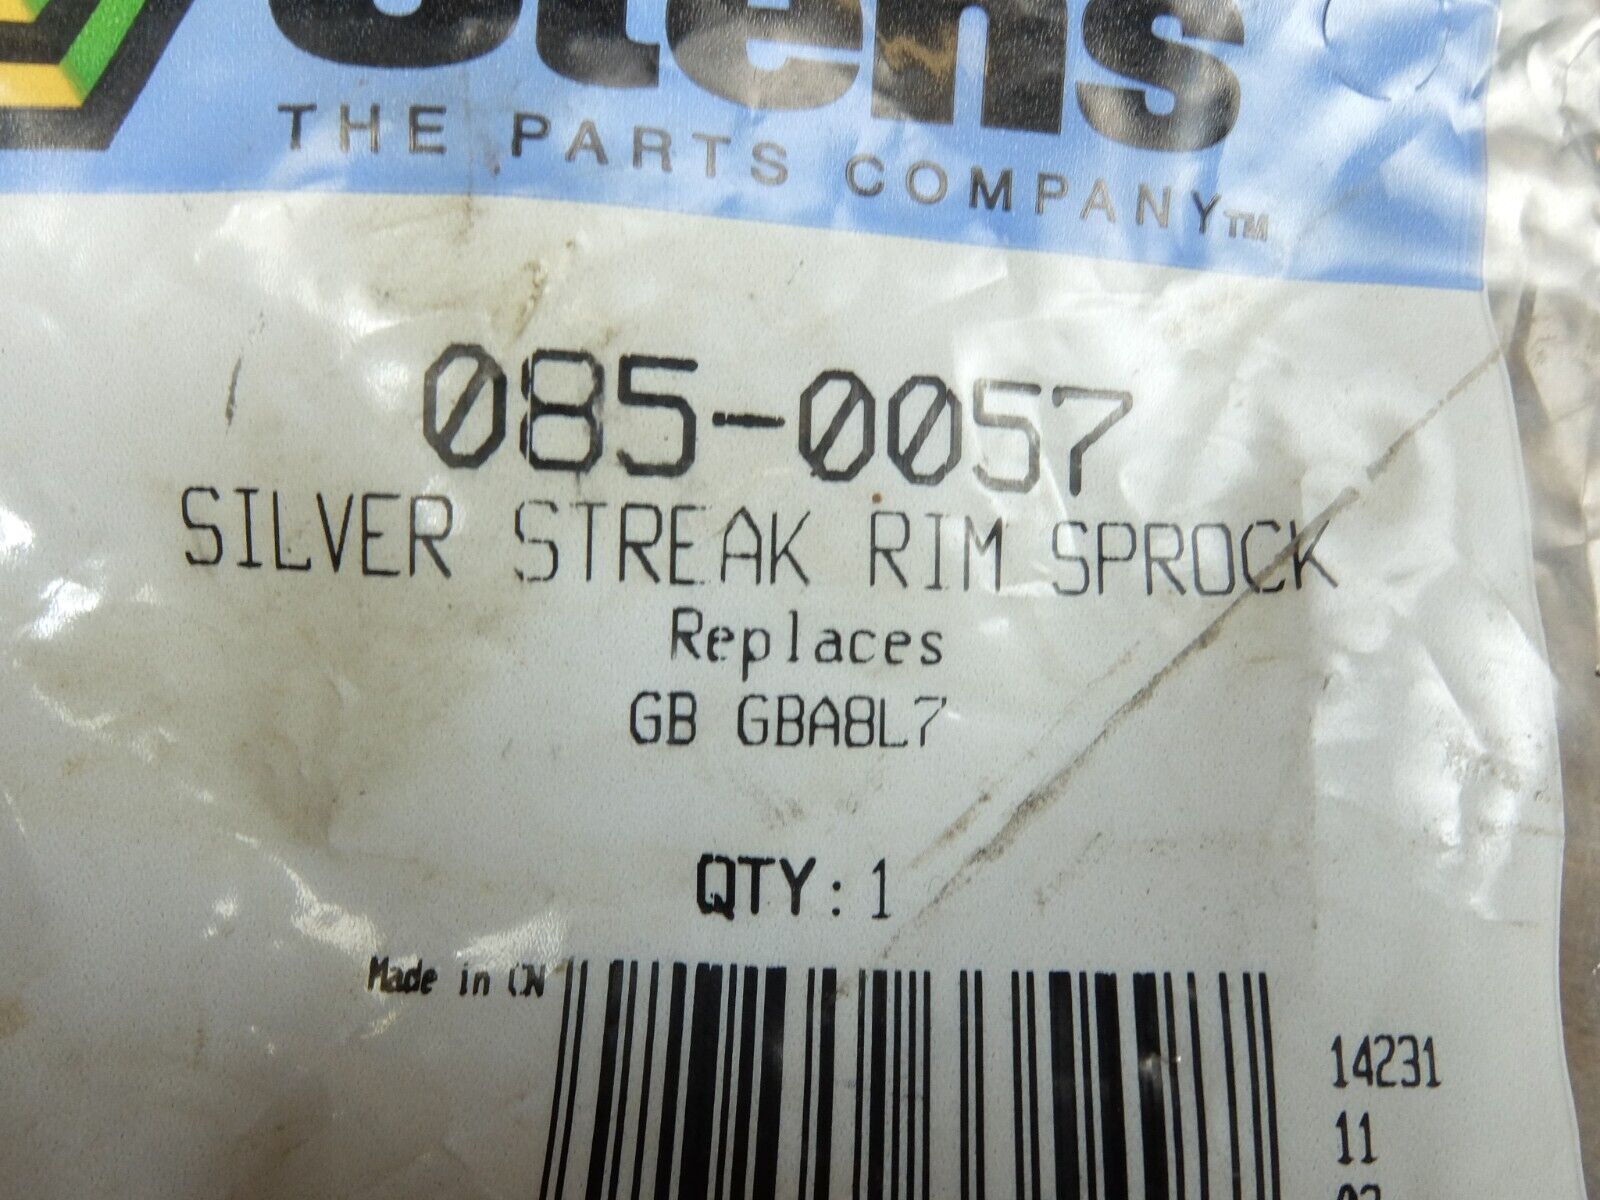 Stens
THE PARTS COMPANY™
085-0057
SILVER STREAK RIM SPROCK
Replaces
GB GBA8L7
QTY:1
Made in CN
14231
11